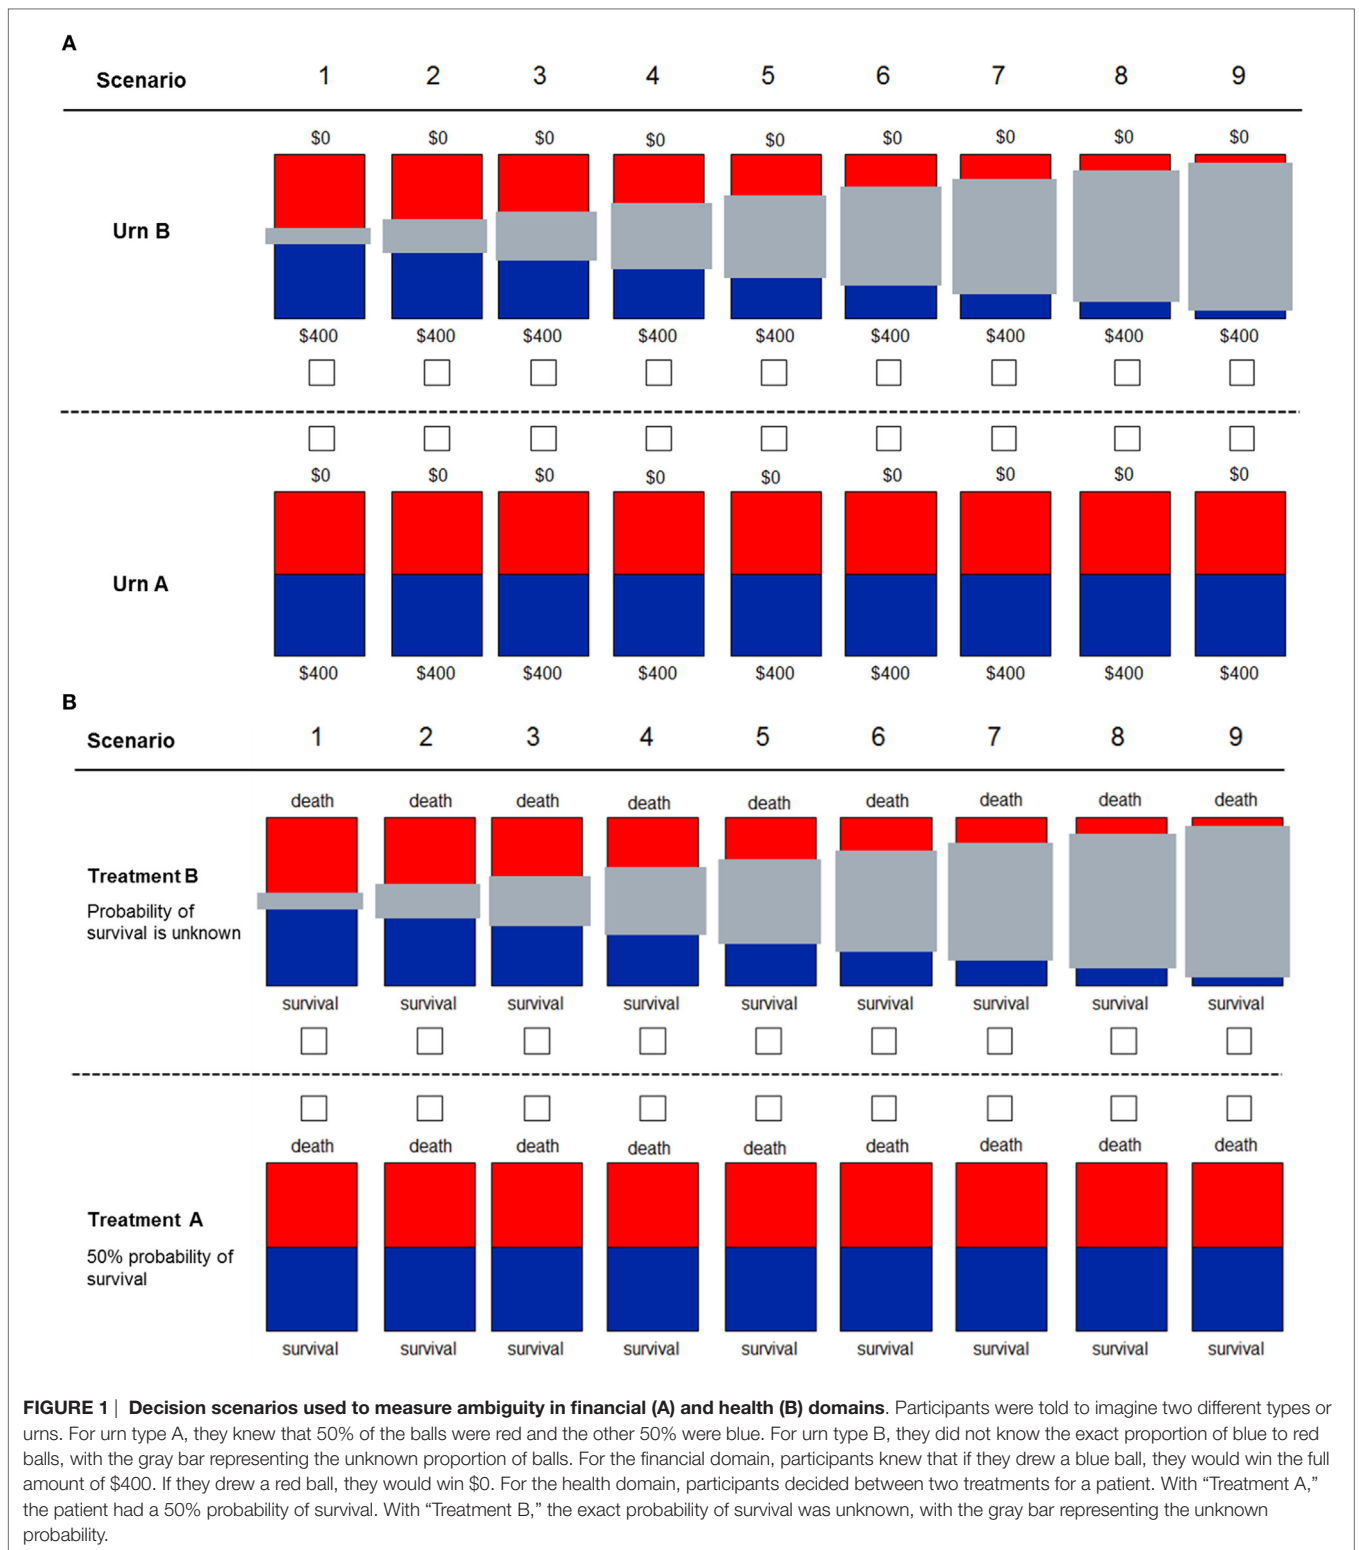 A
Scenario 1 2 3 4 5 6 7 8 9
$0 $0 $0 $0 $0 $0 $0 $0 $0
Urn B
$400 $400 $400 $400 $400 $400 $400 $400 $400
$0 $0 $0 $0 $0 $0 $0 $0 $0
Urn A
$400 $400 $400 $400 $400 $400 $400 $400 $400
B
Scenario 1 2 3 4 5 6 7 8 9
death death death death death death death death death
Treatment B
Probability of
survival is unknown
survival survival survival survival survival survival survival survival survival
death death death death death death death death death
Treatment A
50% probability of
survival
survival survival survival survival survival survival survival survival survival
FIGURE 1 | Decision scenarios used to measure ambiguity in financial (A) and health (B) domains. Participants were told to imagine two different types or
urns. For urn type A, they knew that 50% of the balls were red and the other 50% were blue. For urn type B, they did not know the exact proportion of blue to red
balls, with the gray bar representing the unknown proportion of balls. For the financial domain, participants knew that if they drew a blue ball, they would win the full
amount of $400. If they drew a red ball, they would win $0. For the health domain, participants decided between two treatments for a patient. With “Treatment A,”
the patient had a 50% probability of survival. With “Treatment B,” the exact probability of survival was unknown, with the gray bar representing the unknown
probability.